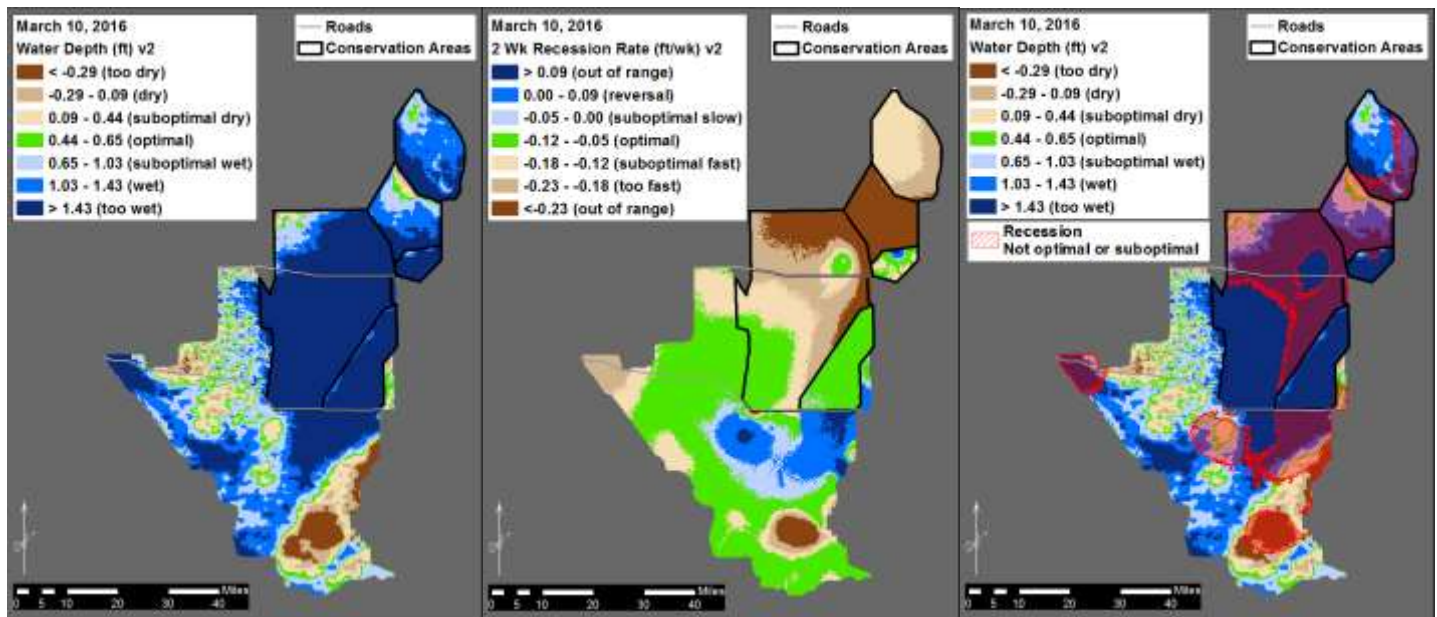 March 10, 2016
Water Depth (ft) v2
< -0.29 (too dry)
-0.29 - 0.09 (dry)
0.09 - 0.44 (suboptimal dry)
0.44 - 0.65 (optimal)
0.65 - 1.03 (suboptimal wet)
1.03 - 1.43 (wet)
> 1.43 (too wet)
Roads
Conservation Areas
Miles
0 5 10 20 30 40
March 10, 2016
2 Wk Recession Rate (ft/wk) v2
> 0.09 (out of range)
0.00 - 0.09 (reversal)
-0.05 - 0.00 (suboptimal slow)
-0.12 - -0.05 (optimal)
-0.18 - -0.12 (suboptimal fast)
-0.23 - -0.18 (too fast)
<-0.23 (out of range)
Roads
Conservation Areas
Miles
0 5 10 20 30 40
March 10, 2016
Water Depth (ft) v2
< -0.29 (too dry)
-0.29 - 0.09 (dry)
0.09 - 0.44 (suboptimal dry)
0.44 - 0.65 (optimal)
0.65 - 1.03 (suboptimal wet)
1.03 - 1.43 (wet)
> 1.43 (too wet)
Recession
Not optimal or suboptimal
Roads
Conservation Areas
Miles
0 5 10 20 30 40